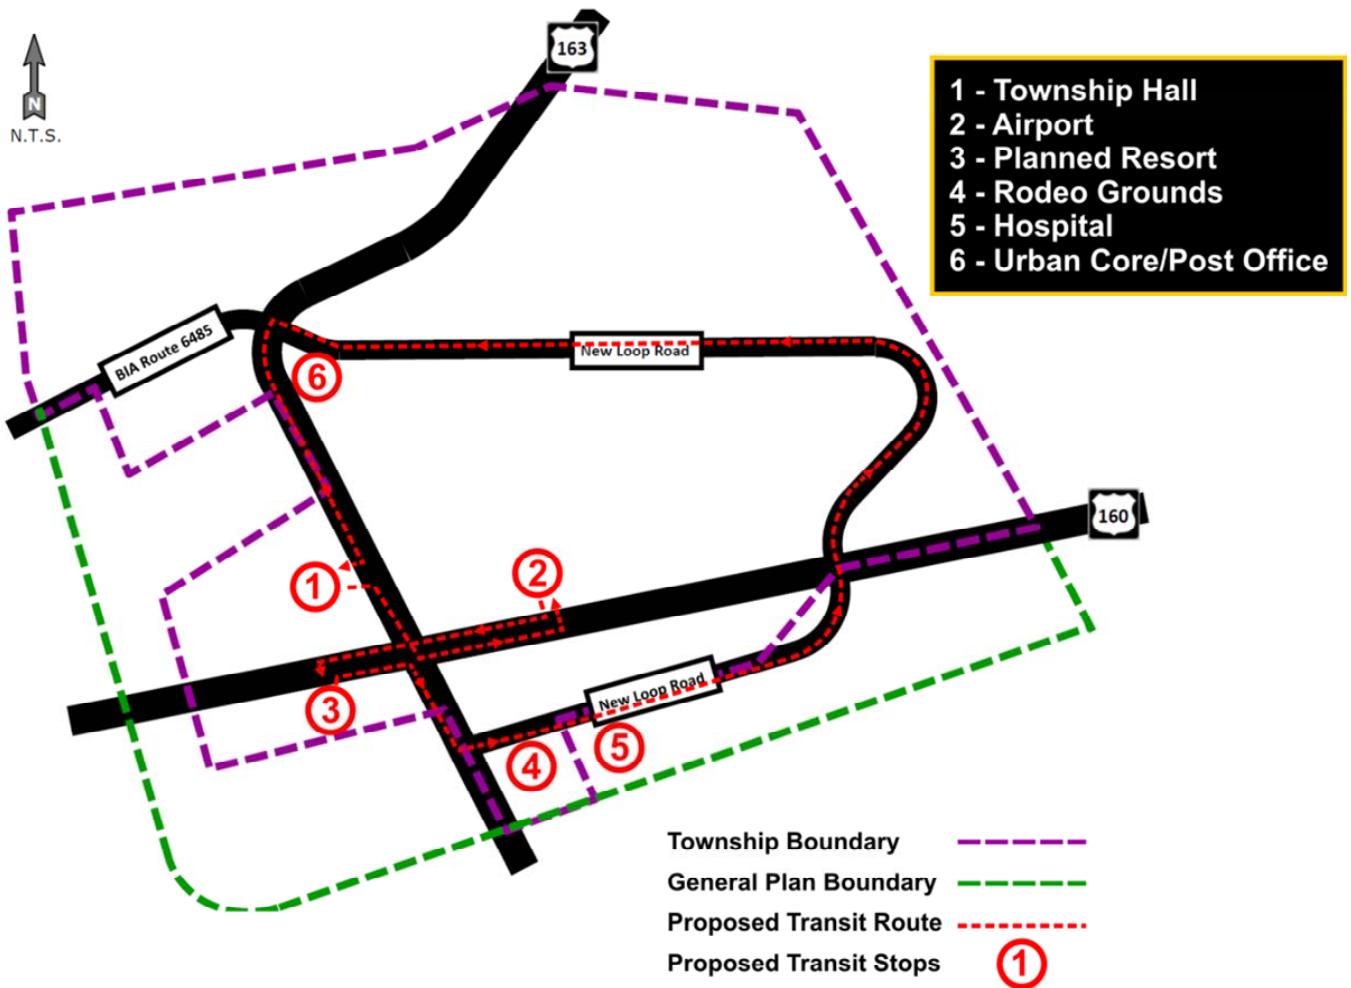 163
N
N.T.S.
1 - Township Hall
2 - Airport
3 - Planned Resort
4 - Rodeo Grounds
5 - Hospital
6 - Urban Core/Post Office
BIA Route 6485
New Loop Road
6
160
1
2
3
New Loop Road
4
5
Township Boundary
General Plan Boundary
Proposed Transit Route
Proposed Transit Stops
1